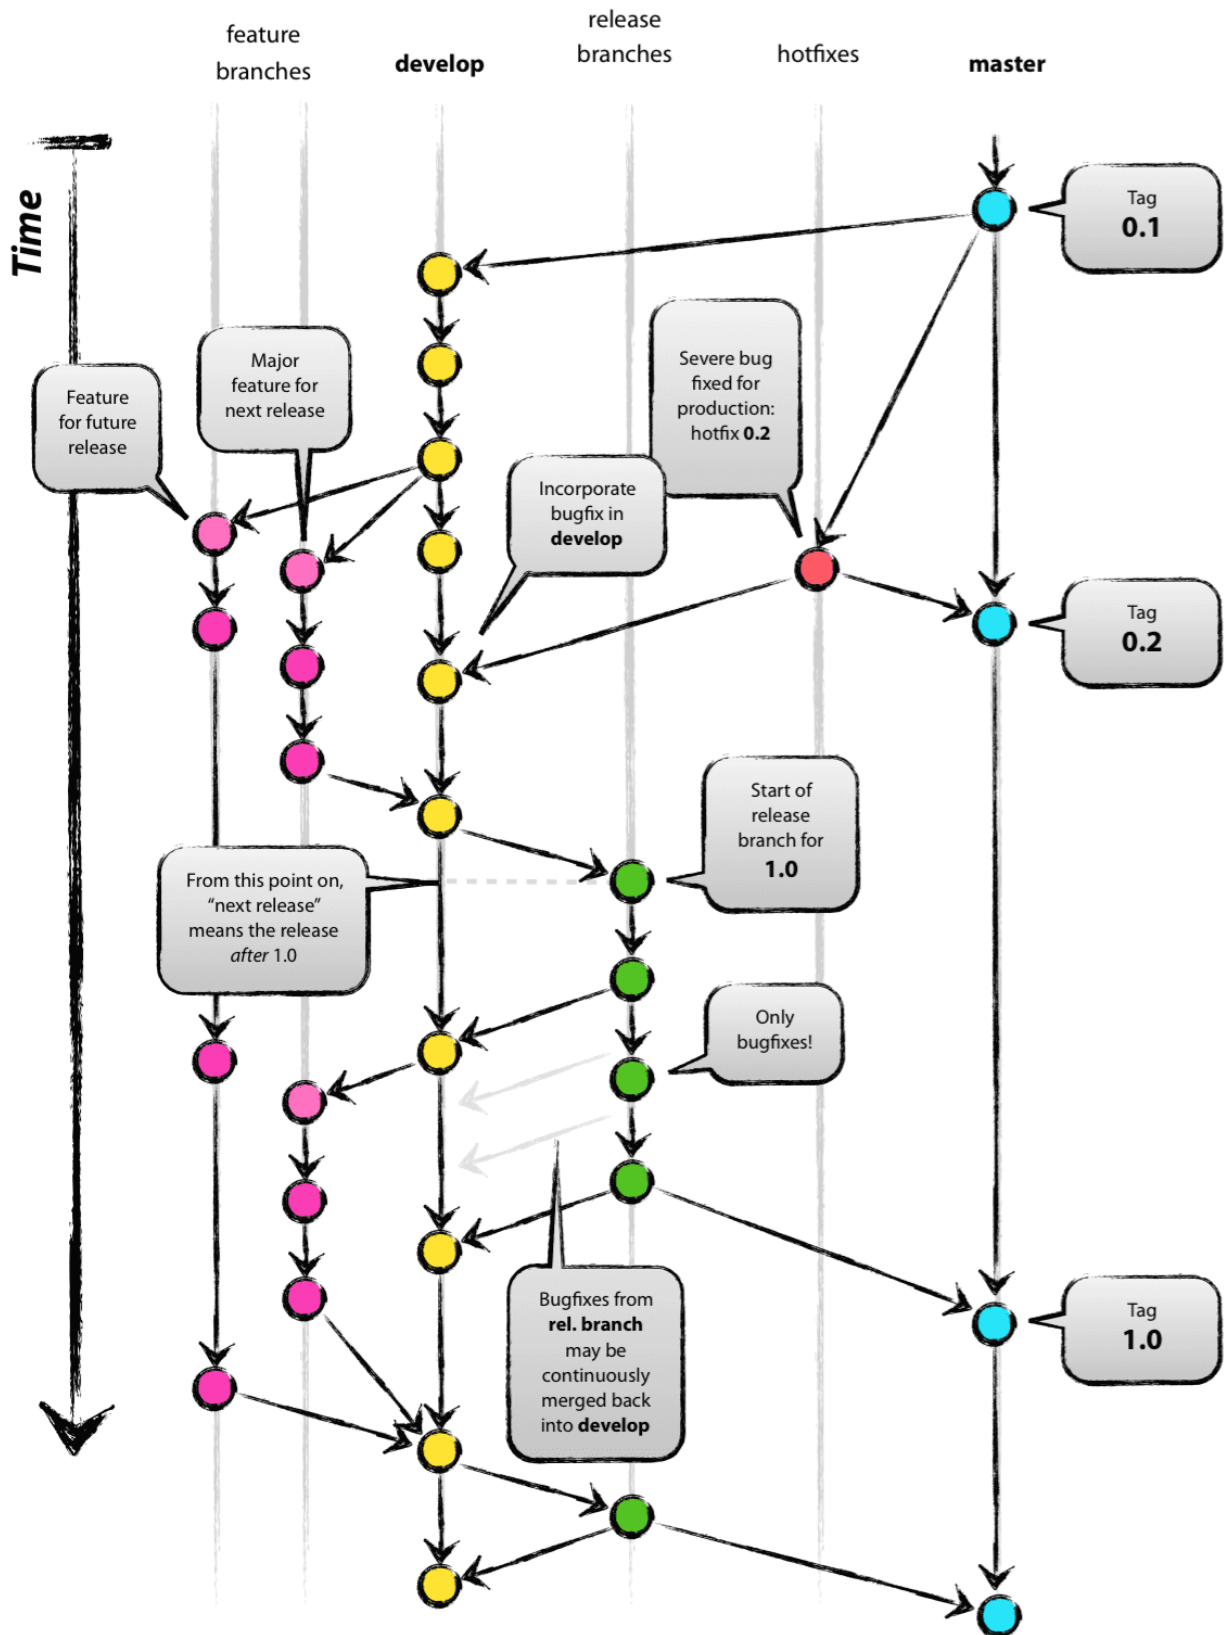 feature
branches
develop
release
branches
hotfixes
master
Time
Tag
0.1
Major
feature for
next release
Feature
for future
release
Severe bug
fixed for
production:
hotfix 0.2
Incorporate
bugfix in
develop
Tag
0.2
Start of
release
branch for
1.0
From this point on,
“next release”
means the release
after 1.0
Only
bugfixes!
Bugfixes from
rel. branch
may be
continuously
merged back
into develop
Tag
1.0